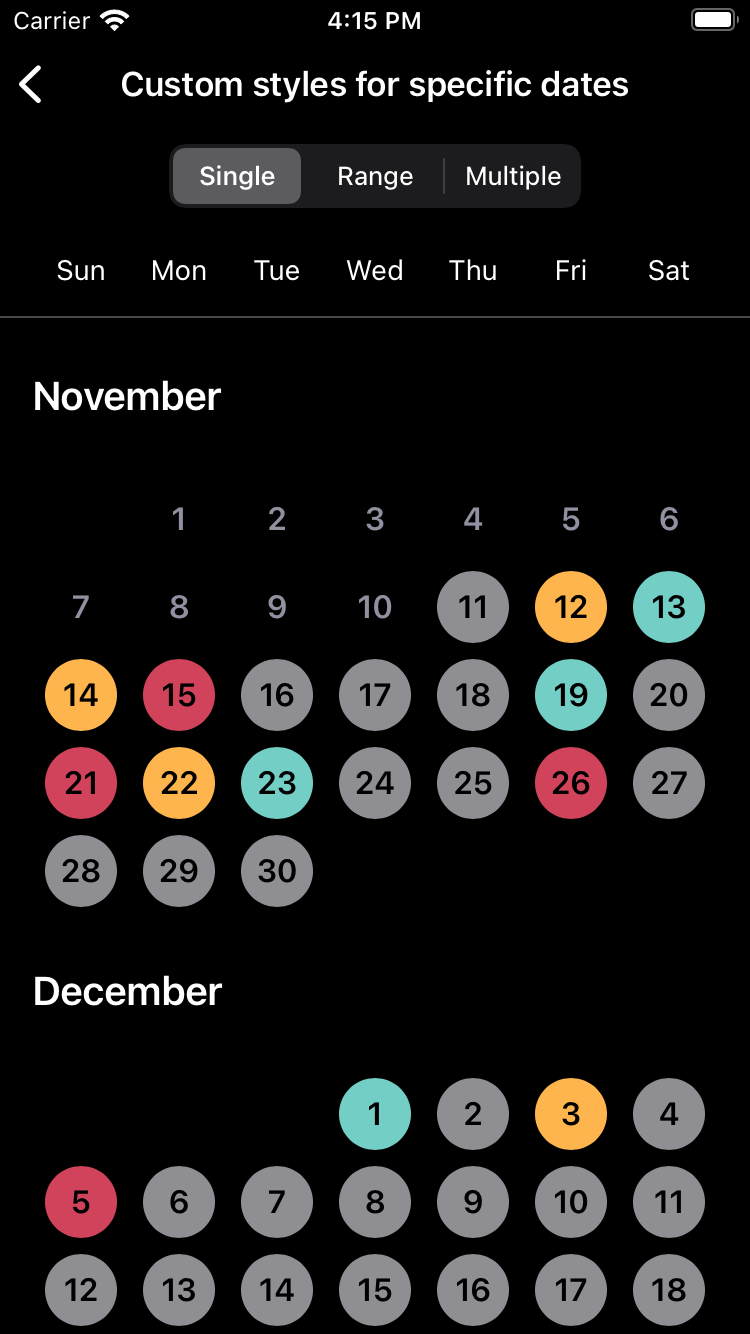 Carrier 4:15 PM
Custom styles for specific dates
Single Range Multiple
Sun Mon Tue Wed Thu Fri Sat
November
1 2 3 4 5 6
7 8 9 10 11 12 13
14 15 16 17 18 19 20
21 22 23 24 25 26 27
28 29 30
December
1 2 3 4
5 6 7 8 9 10 11
12 13 14 15 16 17 18